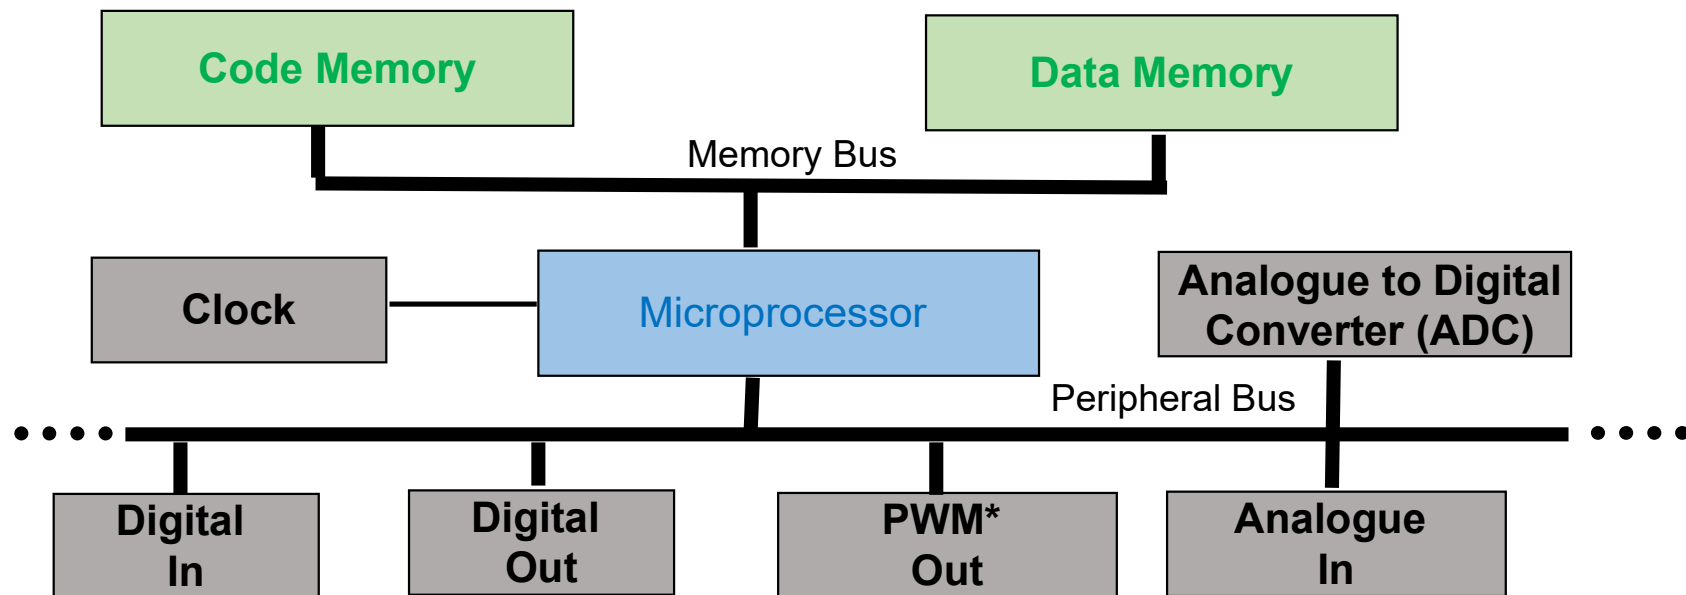 Code Memory
Data Memory
Memory Bus
Clock
Microprocessor
Analogue to Digital
Converter (ADC)
Peripheral Bus
Digital
In
Digital
Out
PWM*
Out
Analogue
In